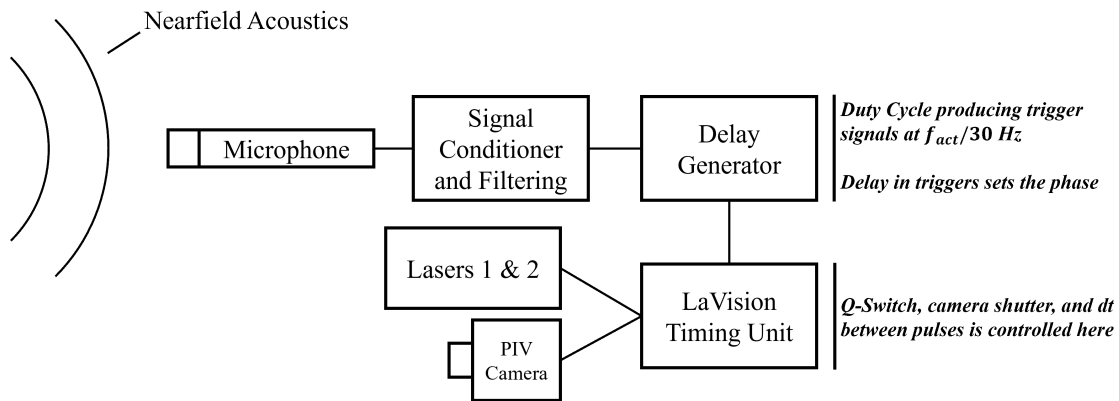 Nearfield Acoustics
Microphone
Signal
Conditioner
and Filtering
Delay
Generator
Duty Cycle producing trigger
signals at f_act/30 Hz
Delay in triggers sets the phase
Lasers 1 & 2
PIV
Camera
LaVision
Timing Unit
Q-Switch, camera shutter, and dt
between pulses is controlled here